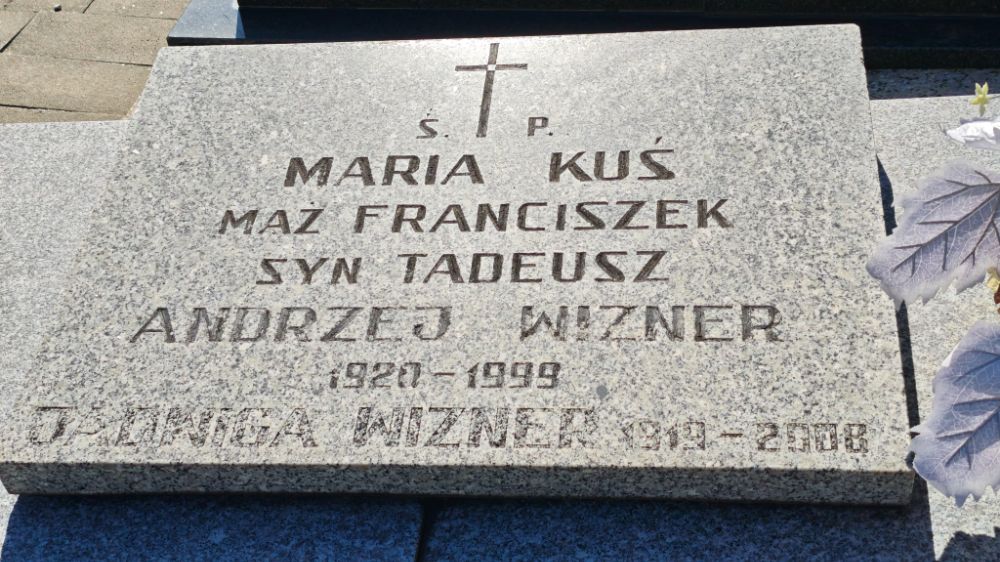 Ś. P.
MARIA KUŚ
MAŻ FRANCISZEK
SYN TADEUSZ
ANDRZEJ WIZNER
1920-1999
JADWIGA WIZNER 1919-2008